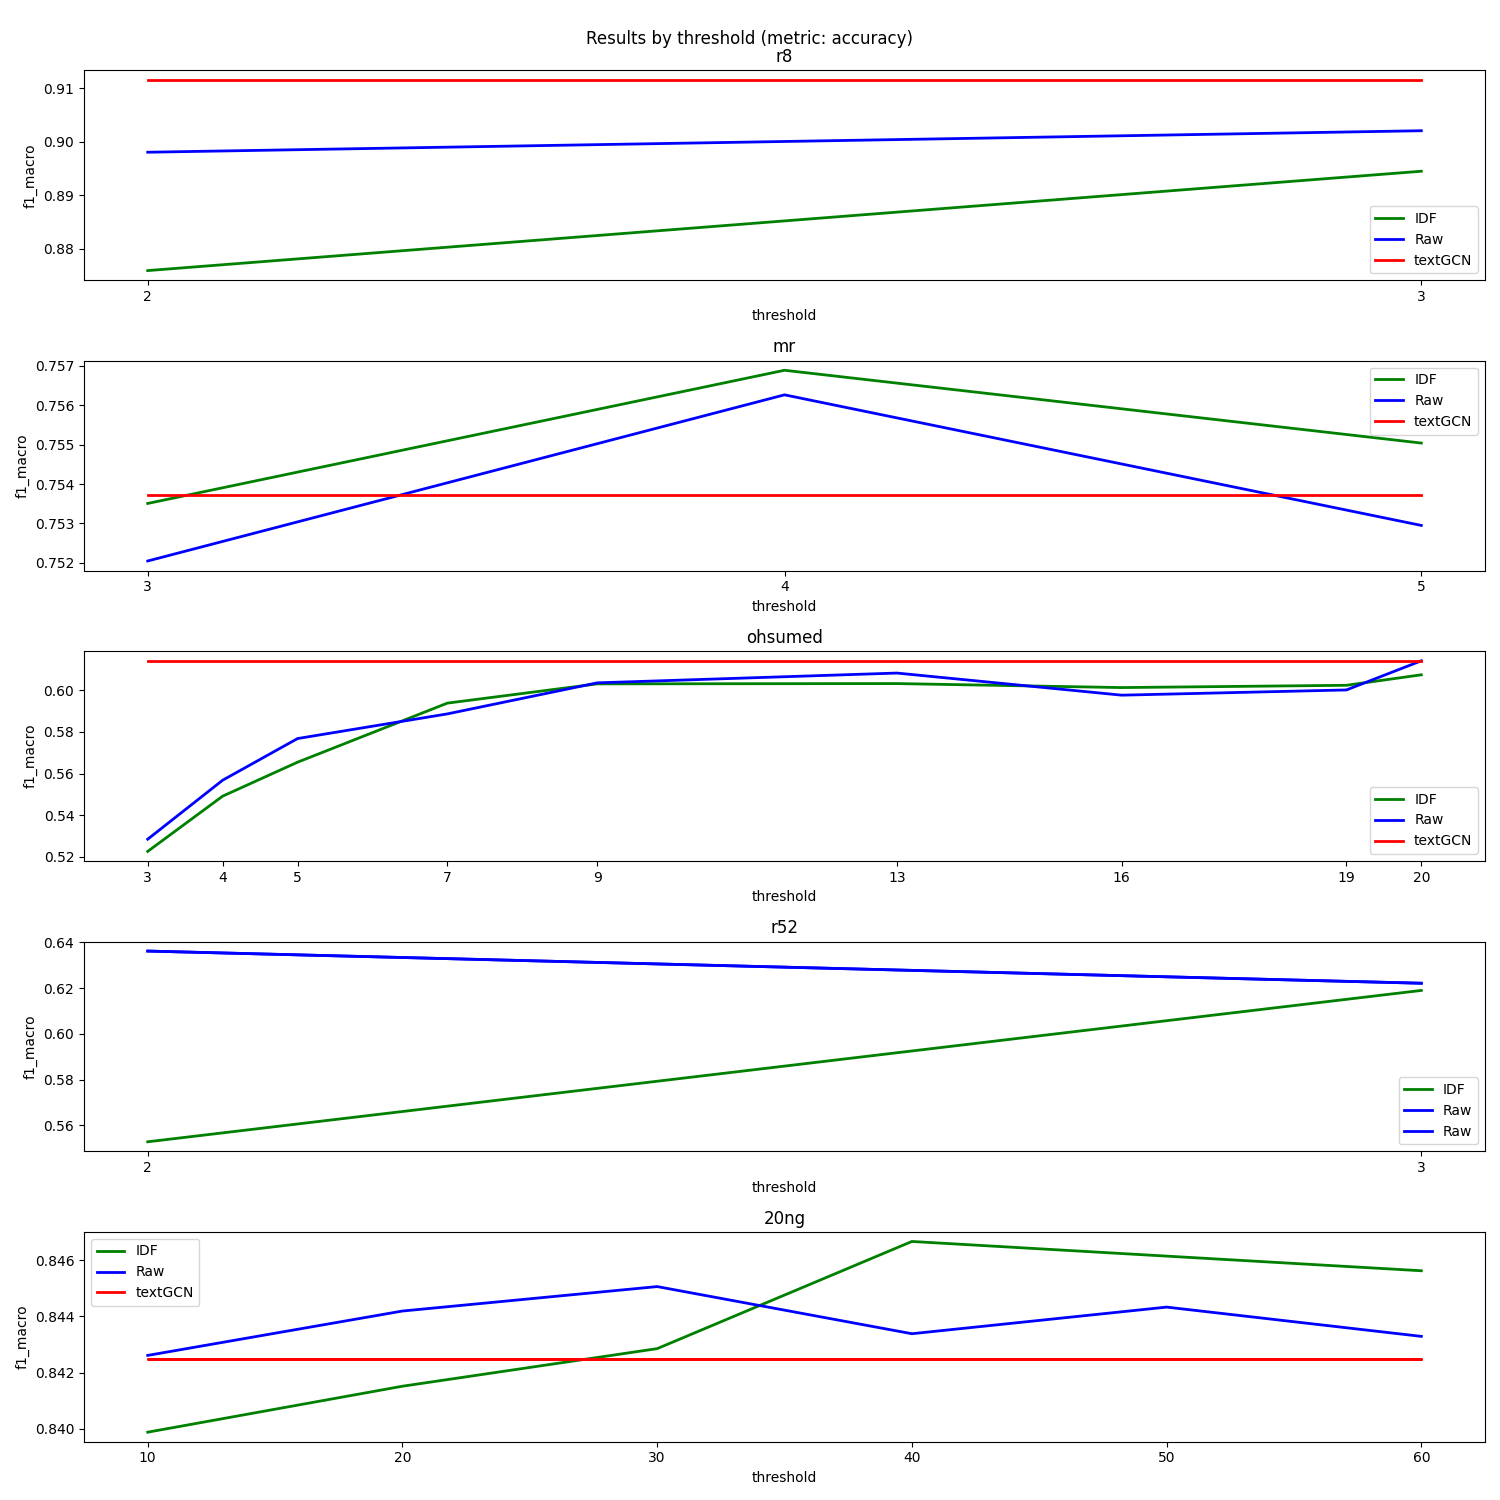 Results by threshold (metric: accuracy)
r8
0.91
0.90
0.89
0.88
f1_macro
IDF
Raw
textGCN
2
3
threshold
mr
0.757
0.756
0.755
0.754
0.753
0.752
f1_macro
IDF
Raw
textGCN
3
4
5
threshold
ohsumed
0.60
0.58
0.56
0.54
0.52
f1_macro
IDF
Raw
textGCN
3
4
5
7
9
13
16
19
20
threshold
r52
0.64
0.62
0.60
0.58
0.56
f1_macro
IDF
Raw
Raw
2
3
threshold
20ng
0.846
0.844
0.842
0.840
f1_macro
IDF
Raw
textGCN
10
20
30
40
50
60
threshold